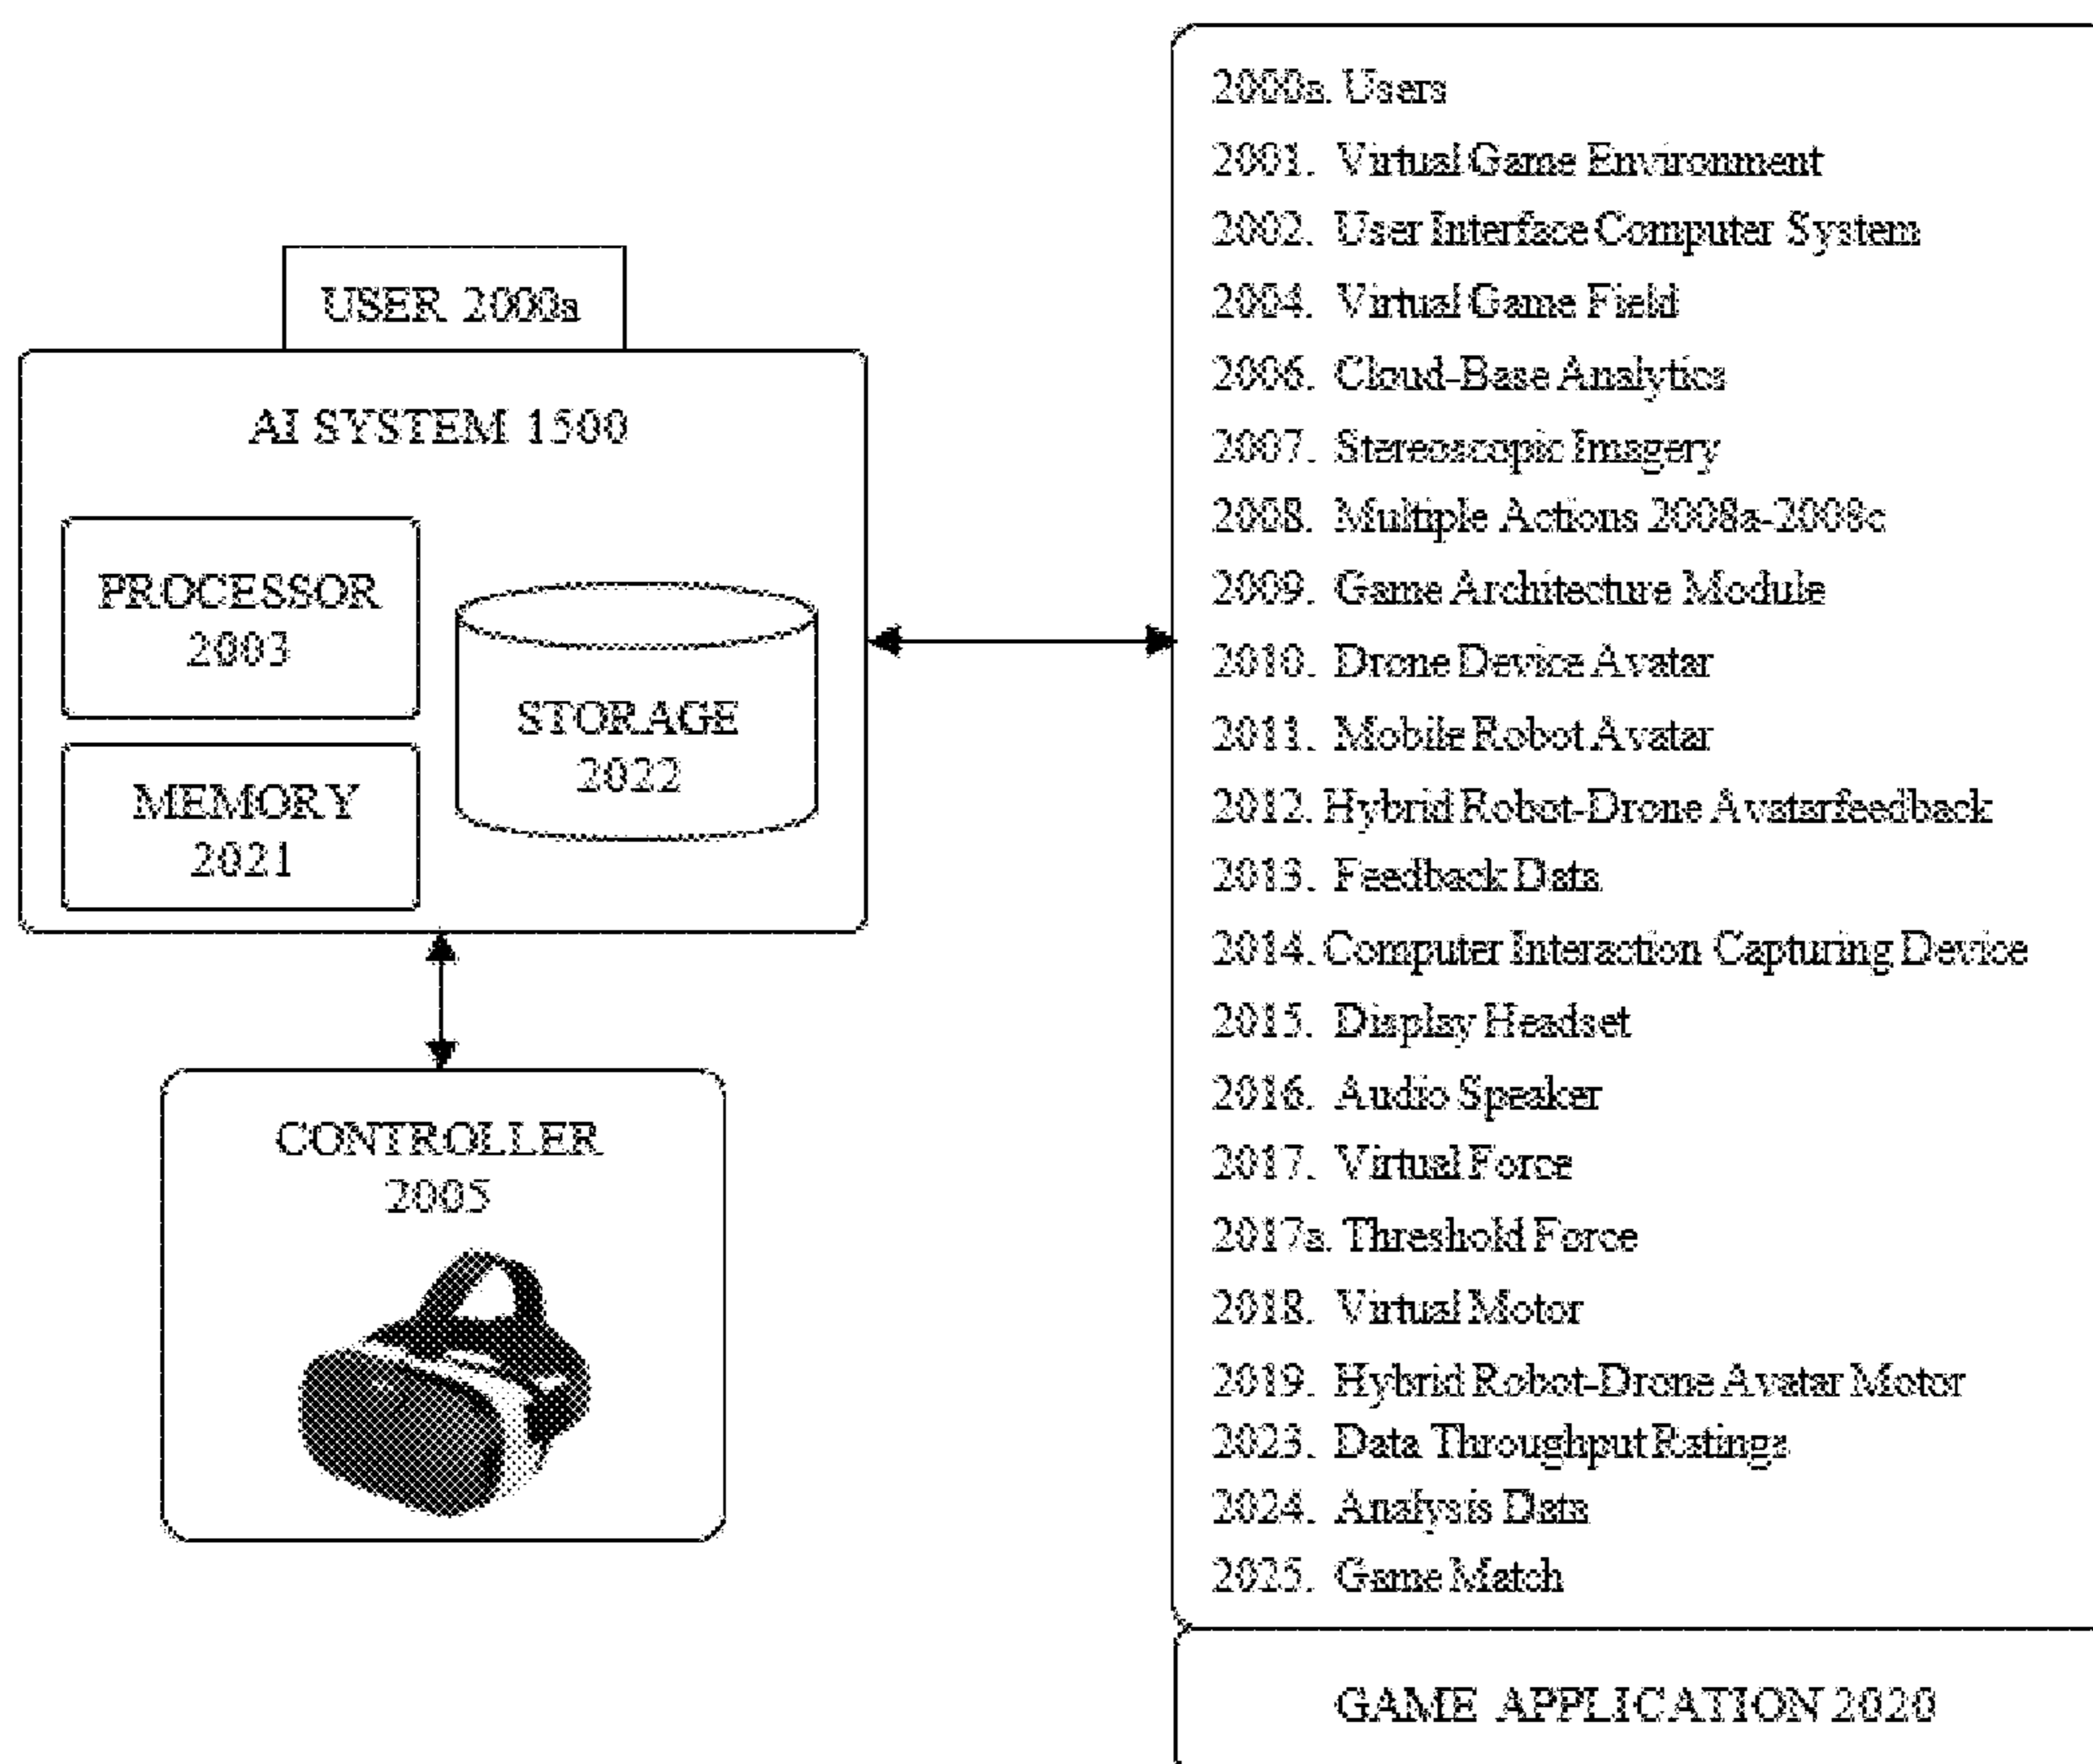 USER 2000a
AI SYSTEM 1500
PROCESSOR
2003
STORAGE
2022
MEMORY
2021
CONTROLLER
2005
2000a. Users
2001. Virtual Game Environment
2002. User Interface Computer System
2004. Virtual Game Field
2006. Cloud-Base Analytics
2007. Stereoscopic Imagery
2008. Multiple Actions 2008a-2008c
2009. Game Architecture Module
2010. Drone Device Avatar
2011. Mobile Robot Avatar
2012. Hybrid Robot-Drone Avatarfeedback
2013. Feedback Data
2014. Computer Interaction Capturing Device
2015. Display Headset
2016. Audio Speaker
2017. Virtual Force
2017a. Threshold Force
2018. Virtual Motor
2019. Hybrid Robot-Drone Avatar Motor
2023. Data Throughput Ratings
2024. Analysis Data
2025. Game Match
GAME APPLICATION 2020